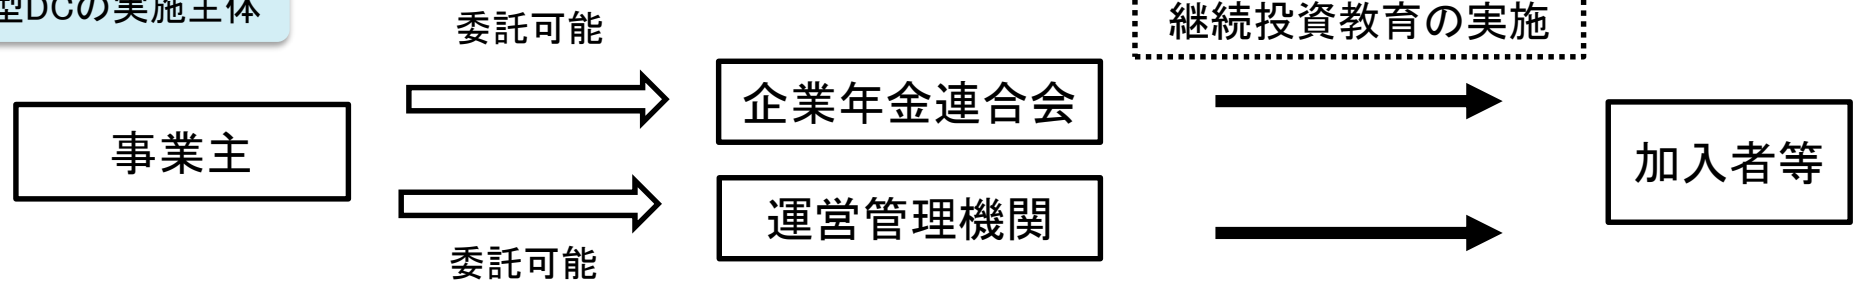 型DCの実施主体
委託可能
継続投資教育の実施
事業主
企業年金連合会
加入者等
運営管理機関
委託可能